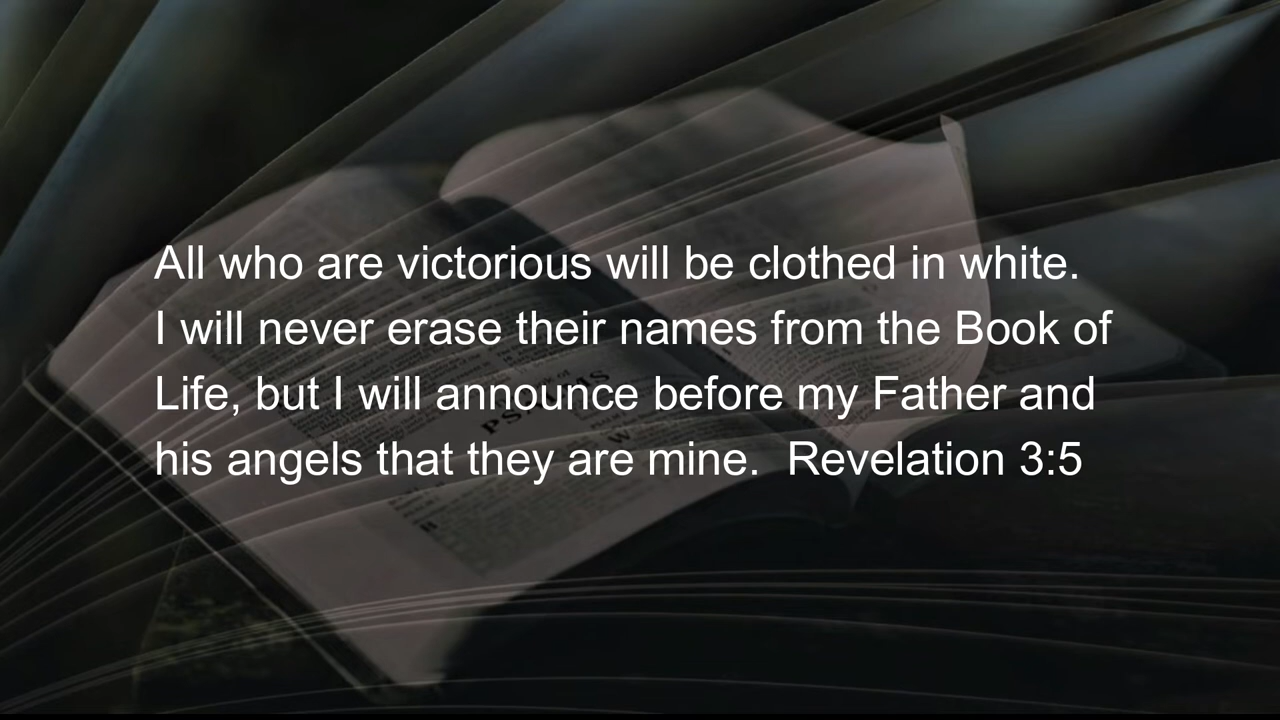 All who are victorious will be clothed in white.
I will never erase their names from the Book of
Life, but I will announce before my Father and
his angels that they are mine.  Revelation 3:5